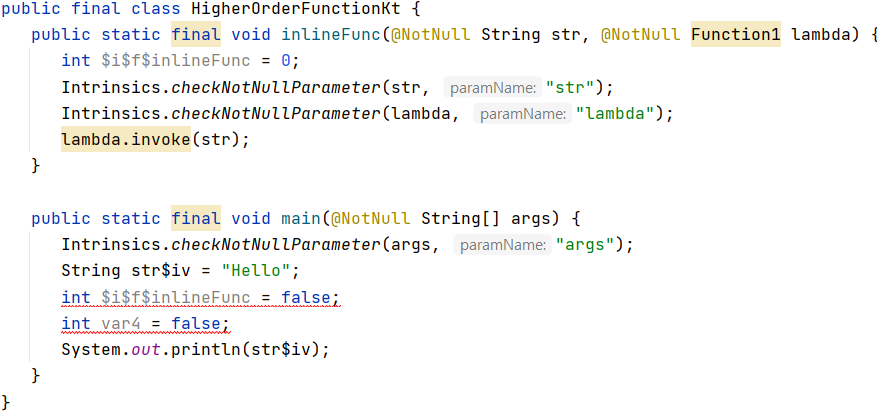 public final class HigherOrderFunctionKt {
public static final void inlineFunc(@NotNull String str, @NotNull Function1 lambda) {
int $i$f$inlineFunc = 0;
Intrinsics.checkNotNullParameter(str, paramName: "str");
Intrinsics.checkNotNullParameter(lambda, paramName: "lambda");
lambda.invoke(str);
}
public static final void main(@NotNull String[] args) {
Intrinsics.checkNotNullParameter(args, paramName: "args");
String str$iv = "Hello";
int $i$f$inlineFunc = false;
int var4 = false;
System.out.println(str$iv);
}
}